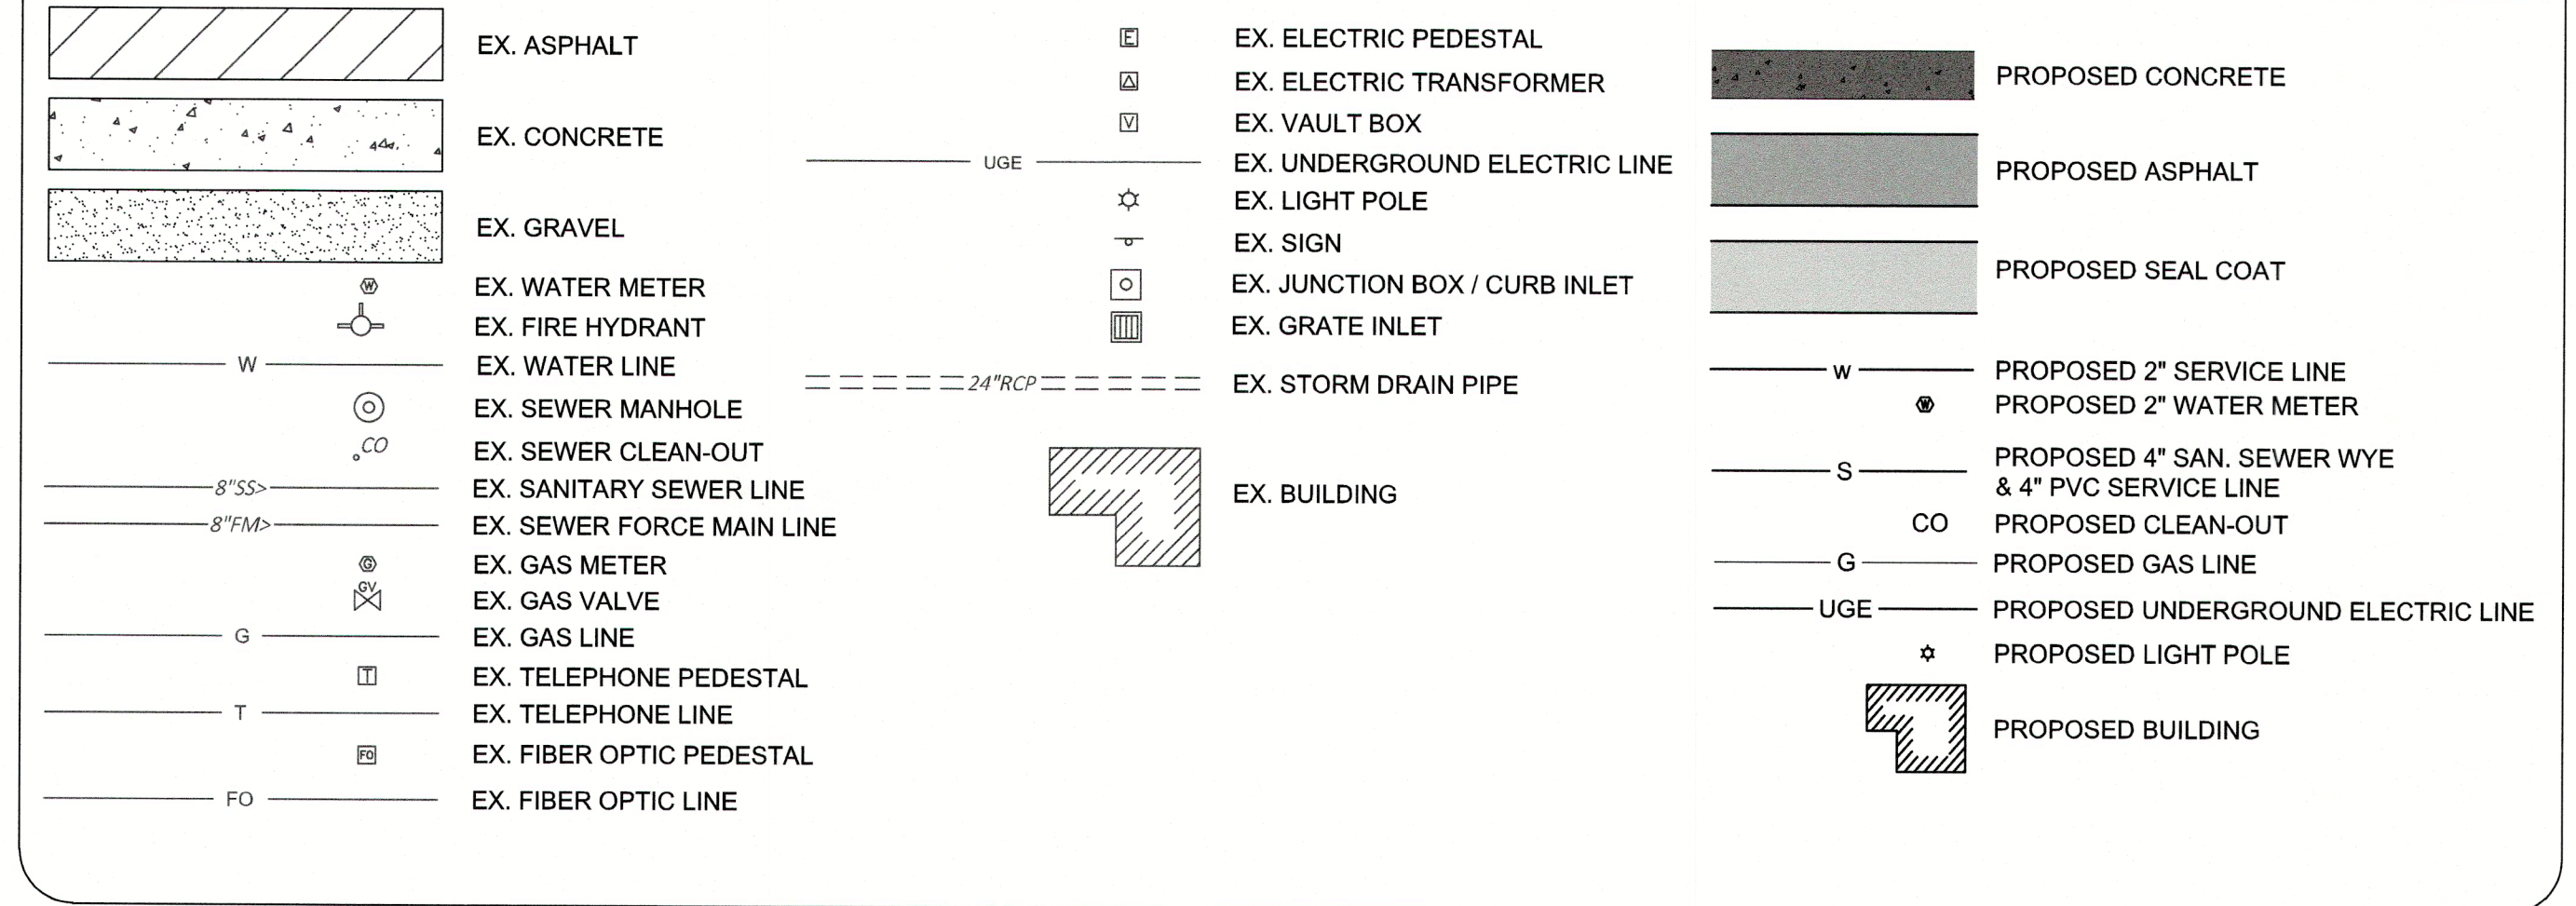 EX. ASPHALT
EX. CONCRETE
EX. GRAVEL
W EX. WATER METER
EX. FIRE HYDRANT
W EX. WATER LINE
EX. SEWER MANHOLE
CO EX. SEWER CLEAN-OUT
8"SS> EX. SANITARY SEWER LINE
8"FM> EX. SEWER FORCE MAIN LINE
G EX. GAS METER
GV EX. GAS VALVE
G EX. GAS LINE
T EX. TELEPHONE PEDESTAL
T EX. TELEPHONE LINE
FO EX. FIBER OPTIC PEDESTAL
FO EX. FIBER OPTIC LINE
E EX. ELECTRIC PEDESTAL
EX. ELECTRIC TRANSFORMER
V EX. VAULT BOX
UGE EX. UNDERGROUND ELECTRIC LINE
EX. LIGHT POLE
EX. SIGN
EX. JUNCTION BOX / CURB INLET
EX. GRATE INLET
24"RCP EX. STORM DRAIN PIPE
EX. BUILDING
PROPOSED CONCRETE
PROPOSED ASPHALT
PROPOSED SEAL COAT
W PROPOSED 2" SERVICE LINE
W PROPOSED 2" WATER METER
S PROPOSED 4" SAN. SEWER WYE
& 4" PVC SERVICE LINE
CO PROPOSED CLEAN-OUT
G PROPOSED GAS LINE
UGE PROPOSED UNDERGROUND ELECTRIC LINE
PROPOSED LIGHT POLE
PROPOSED BUILDING